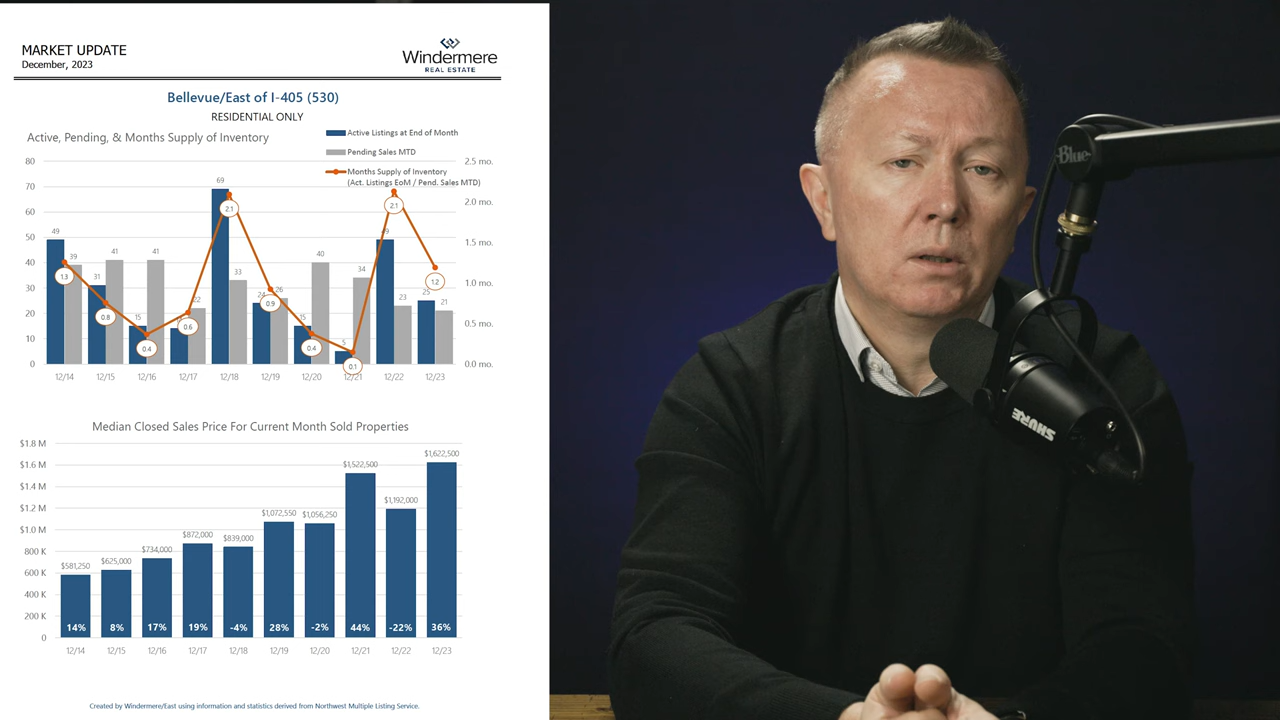 MARKET UPDATE
December, 2023
Windermere
REAL ESTATE
Bellevue/East of I-405 (530)
RESIDENTIAL ONLY
Active, Pending, & Months Supply of Inventory
Active Listings at End of Month
Pending Sales MTD
Months Supply of Inventory
(Act. Listings EoM / Pend. Sales MTD)
80
70
60
50
40
30
20
10
0
2.5 mo.
2.0 mo.
1.5 mo.
1.0 mo.
0.5 mo.
0.0 mo.
49 39 31 41 15 41 22 69 33 24 26 15 40 5 34 49 23 25 21
1.3 0.8 0.4 0.6 2.1 0.9 0.4 0.1 2.1 1.2
12/14 12/15 12/16 12/17 12/18 12/19 12/20 12/21 12/22 12/23
Median Closed Sales Price For Current Month Sold Properties
$1.8 M
$1.6 M
$1.4 M
$1.2 M
$1.0 M
800 K
600 K
400 K
200 K
0
$581,250 $625,000 $734,000 $872,000 $839,000 $1,072,550 $1,056,250 $1,522,500 $1,192,000 $1,622,500
14% 8% 17% 19% -4% 28% -2% 44% -22% 36%
12/14 12/15 12/16 12/17 12/18 12/19 12/20 12/21 12/22 12/23
Created by Windermere/East using information and statistics derived from Northwest Multiple Listing Service.
Blue
SHURE